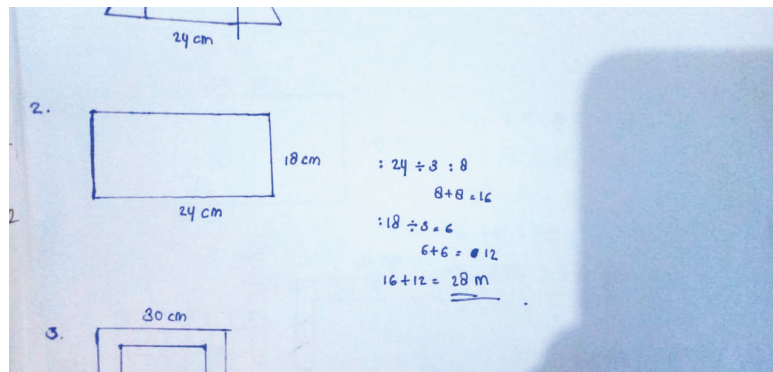 24 cm
2.
18 cm
24 cm
: 24 ÷ 3 : 8
8+8=16
: 18 ÷ 3 = 6
6+6 = 12
16+12 = 28 m
2
30 cm
3.